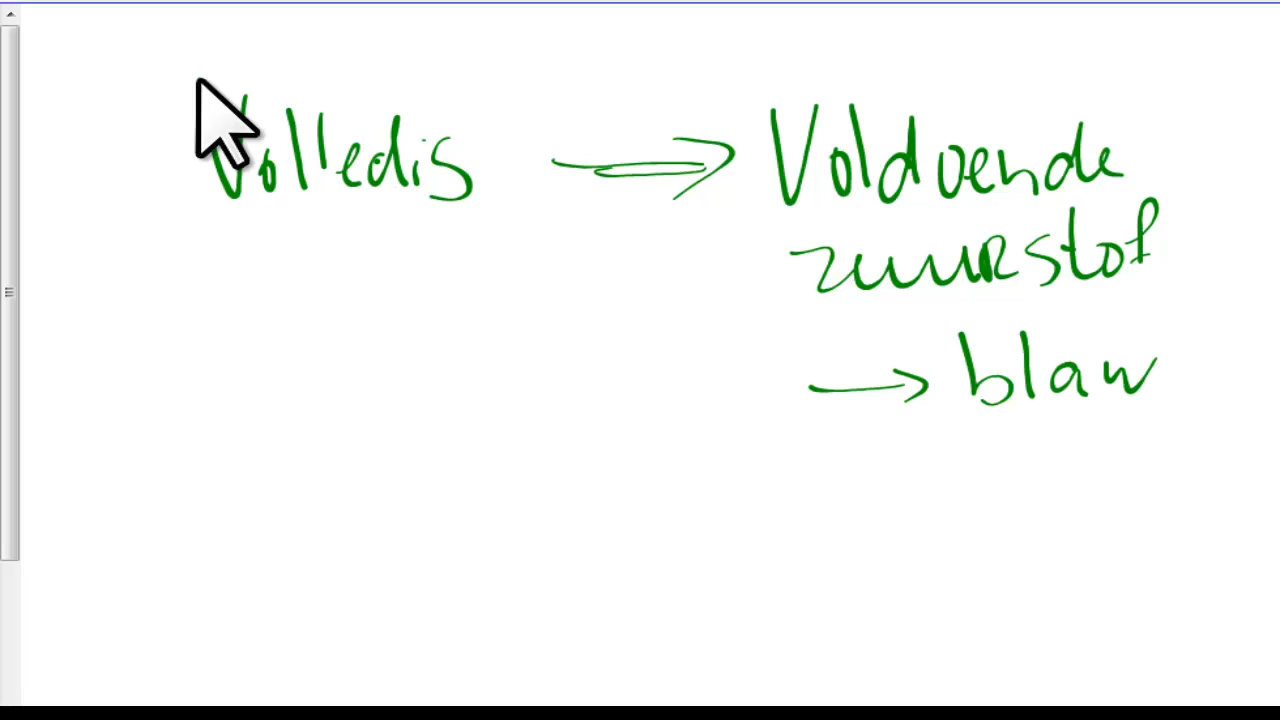 Volledig → Voldoende
zuurstof
→ blauw